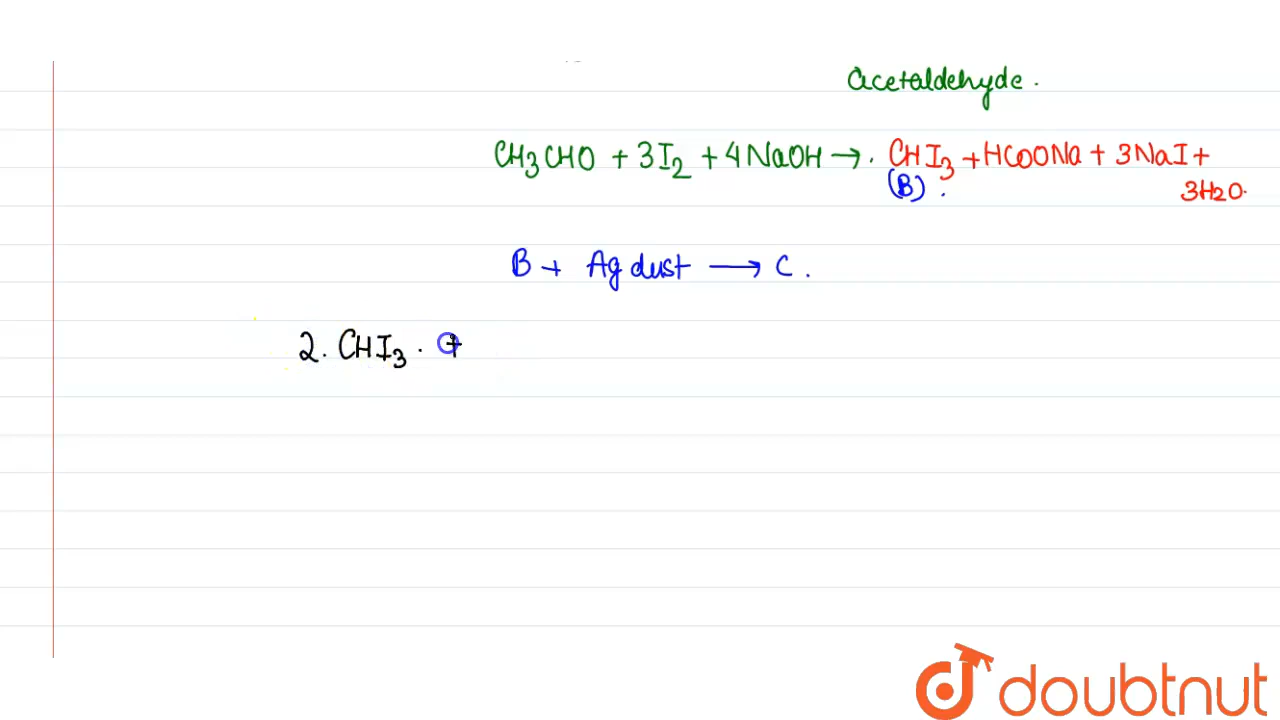 acetaldehyde.
CH3CHO + 3I2 + 4NaOH → . CHI3 + HCOONa + 3NaI +
(B) . 3H2O.
B + Ag dust → C .
2. CHI3 . +
doubtnut